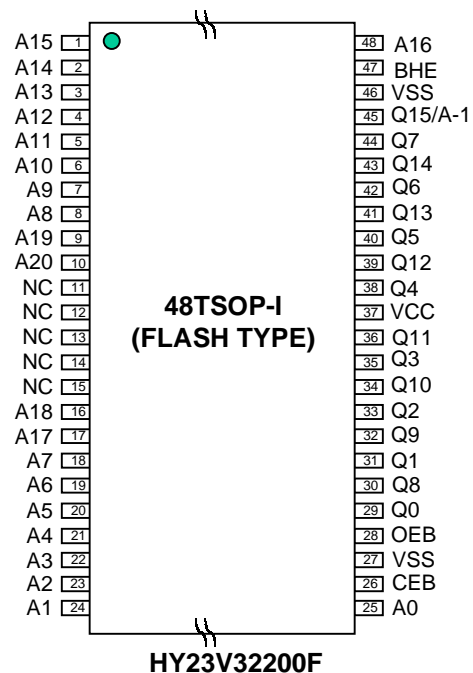 A15 1 48 A16
A14 2 47 BHE
A13 3 46 VSS
A12 4 45 Q15/A-1
A11 5 44 Q7
A10 6 43 Q14
A9 7 42 Q6
A8 8 41 Q13
A19 9 40 Q5
A20 10 39 Q12
NC 11 38 Q4
NC 12 37 VCC
NC 13 36 Q11
NC 14 35 Q3
NC 15 34 Q10
A18 16 33 Q2
A17 17 32 Q9
A7 18 31 Q1
A6 19 30 Q8
A5 20 29 Q0
A4 21 28 OEB
A3 22 27 VSS
A2 23 26 CEB
A1 24 25 A0
48TSOP-I
(FLASH TYPE)
HY23V32200F